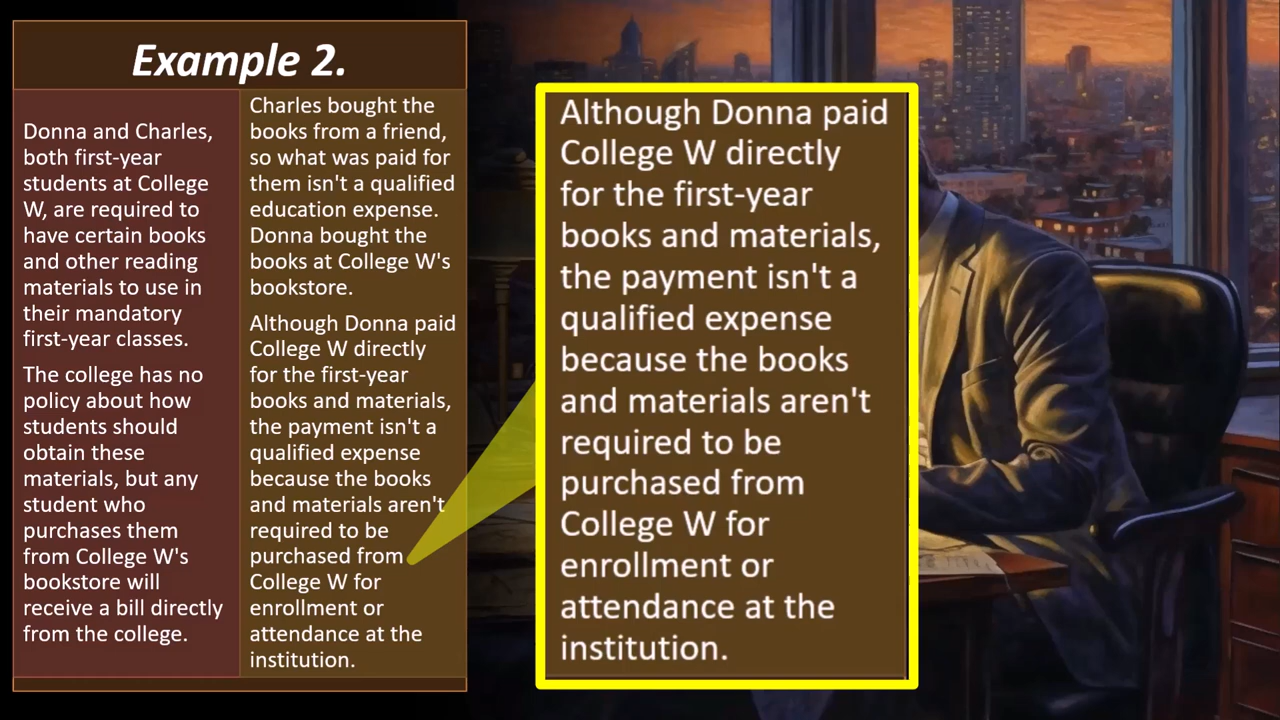 Example 2.
Donna and Charles,
both first-year
students at College
W, are required to
have certain books
and other reading
materials to use in
their mandatory
first-year classes.
The college has no
policy about how
students should
obtain these
materials, but any
student who
purchases them
from College W's
bookstore will
receive a bill directly
from the college.
Charles bought the
books from a friend,
so what was paid for
them isn't a qualified
education expense.
Donna bought the
books at College W's
bookstore.
Although Donna paid
College W directly
for the first-year
books and materials,
the payment isn't a
qualified expense
because the books
and materials aren't
required to be
purchased from
College W for
enrollment or
attendance at the
institution.
Although Donna paid
College W directly
for the first-year
books and materials,
the payment isn't a
qualified expense
because the books
and materials aren't
required to be
purchased from
College W for
enrollment or
attendance at the
institution.